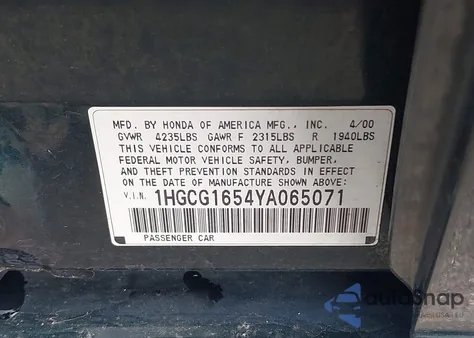 MFD. BY HONDA OF AMERICA MFG., INC. 4/00
GVWR 4235LBS GAWR F 2315LBS R 1940LBS
THIS VEHICLE CONFORMS TO ALL APPLICABLE
FEDERAL MOTOR VEHICLE SAFETY, BUMPER,
AND THEFT PREVENTION STANDARDS IN EFFECT
ON THE DATE OF MANUFACTURE SHOWN ABOVE.
V.I.N. 1HGCG1654YA065071
PASSENGER CAR
AutoSnap